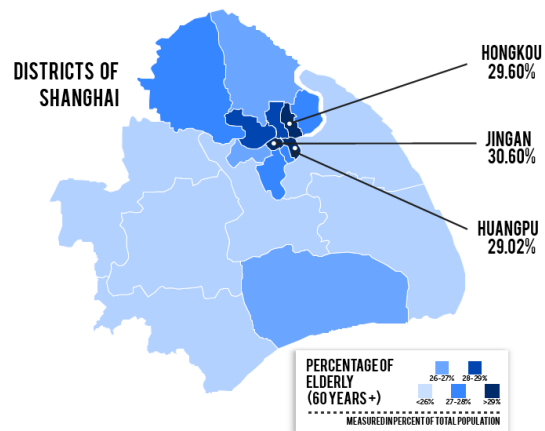 DISTRICTS OF
SHANGHAI
HONGKOU
29.60%
JINGAN
30.60%
HUANGPU
29.02%
PERCENTAGE OF
ELDERLY
(60 YEARS +)
26-27% 28-29%
<26% 27-28% >29%
MEASURED IN PERCENT OF TOTAL POPULATION